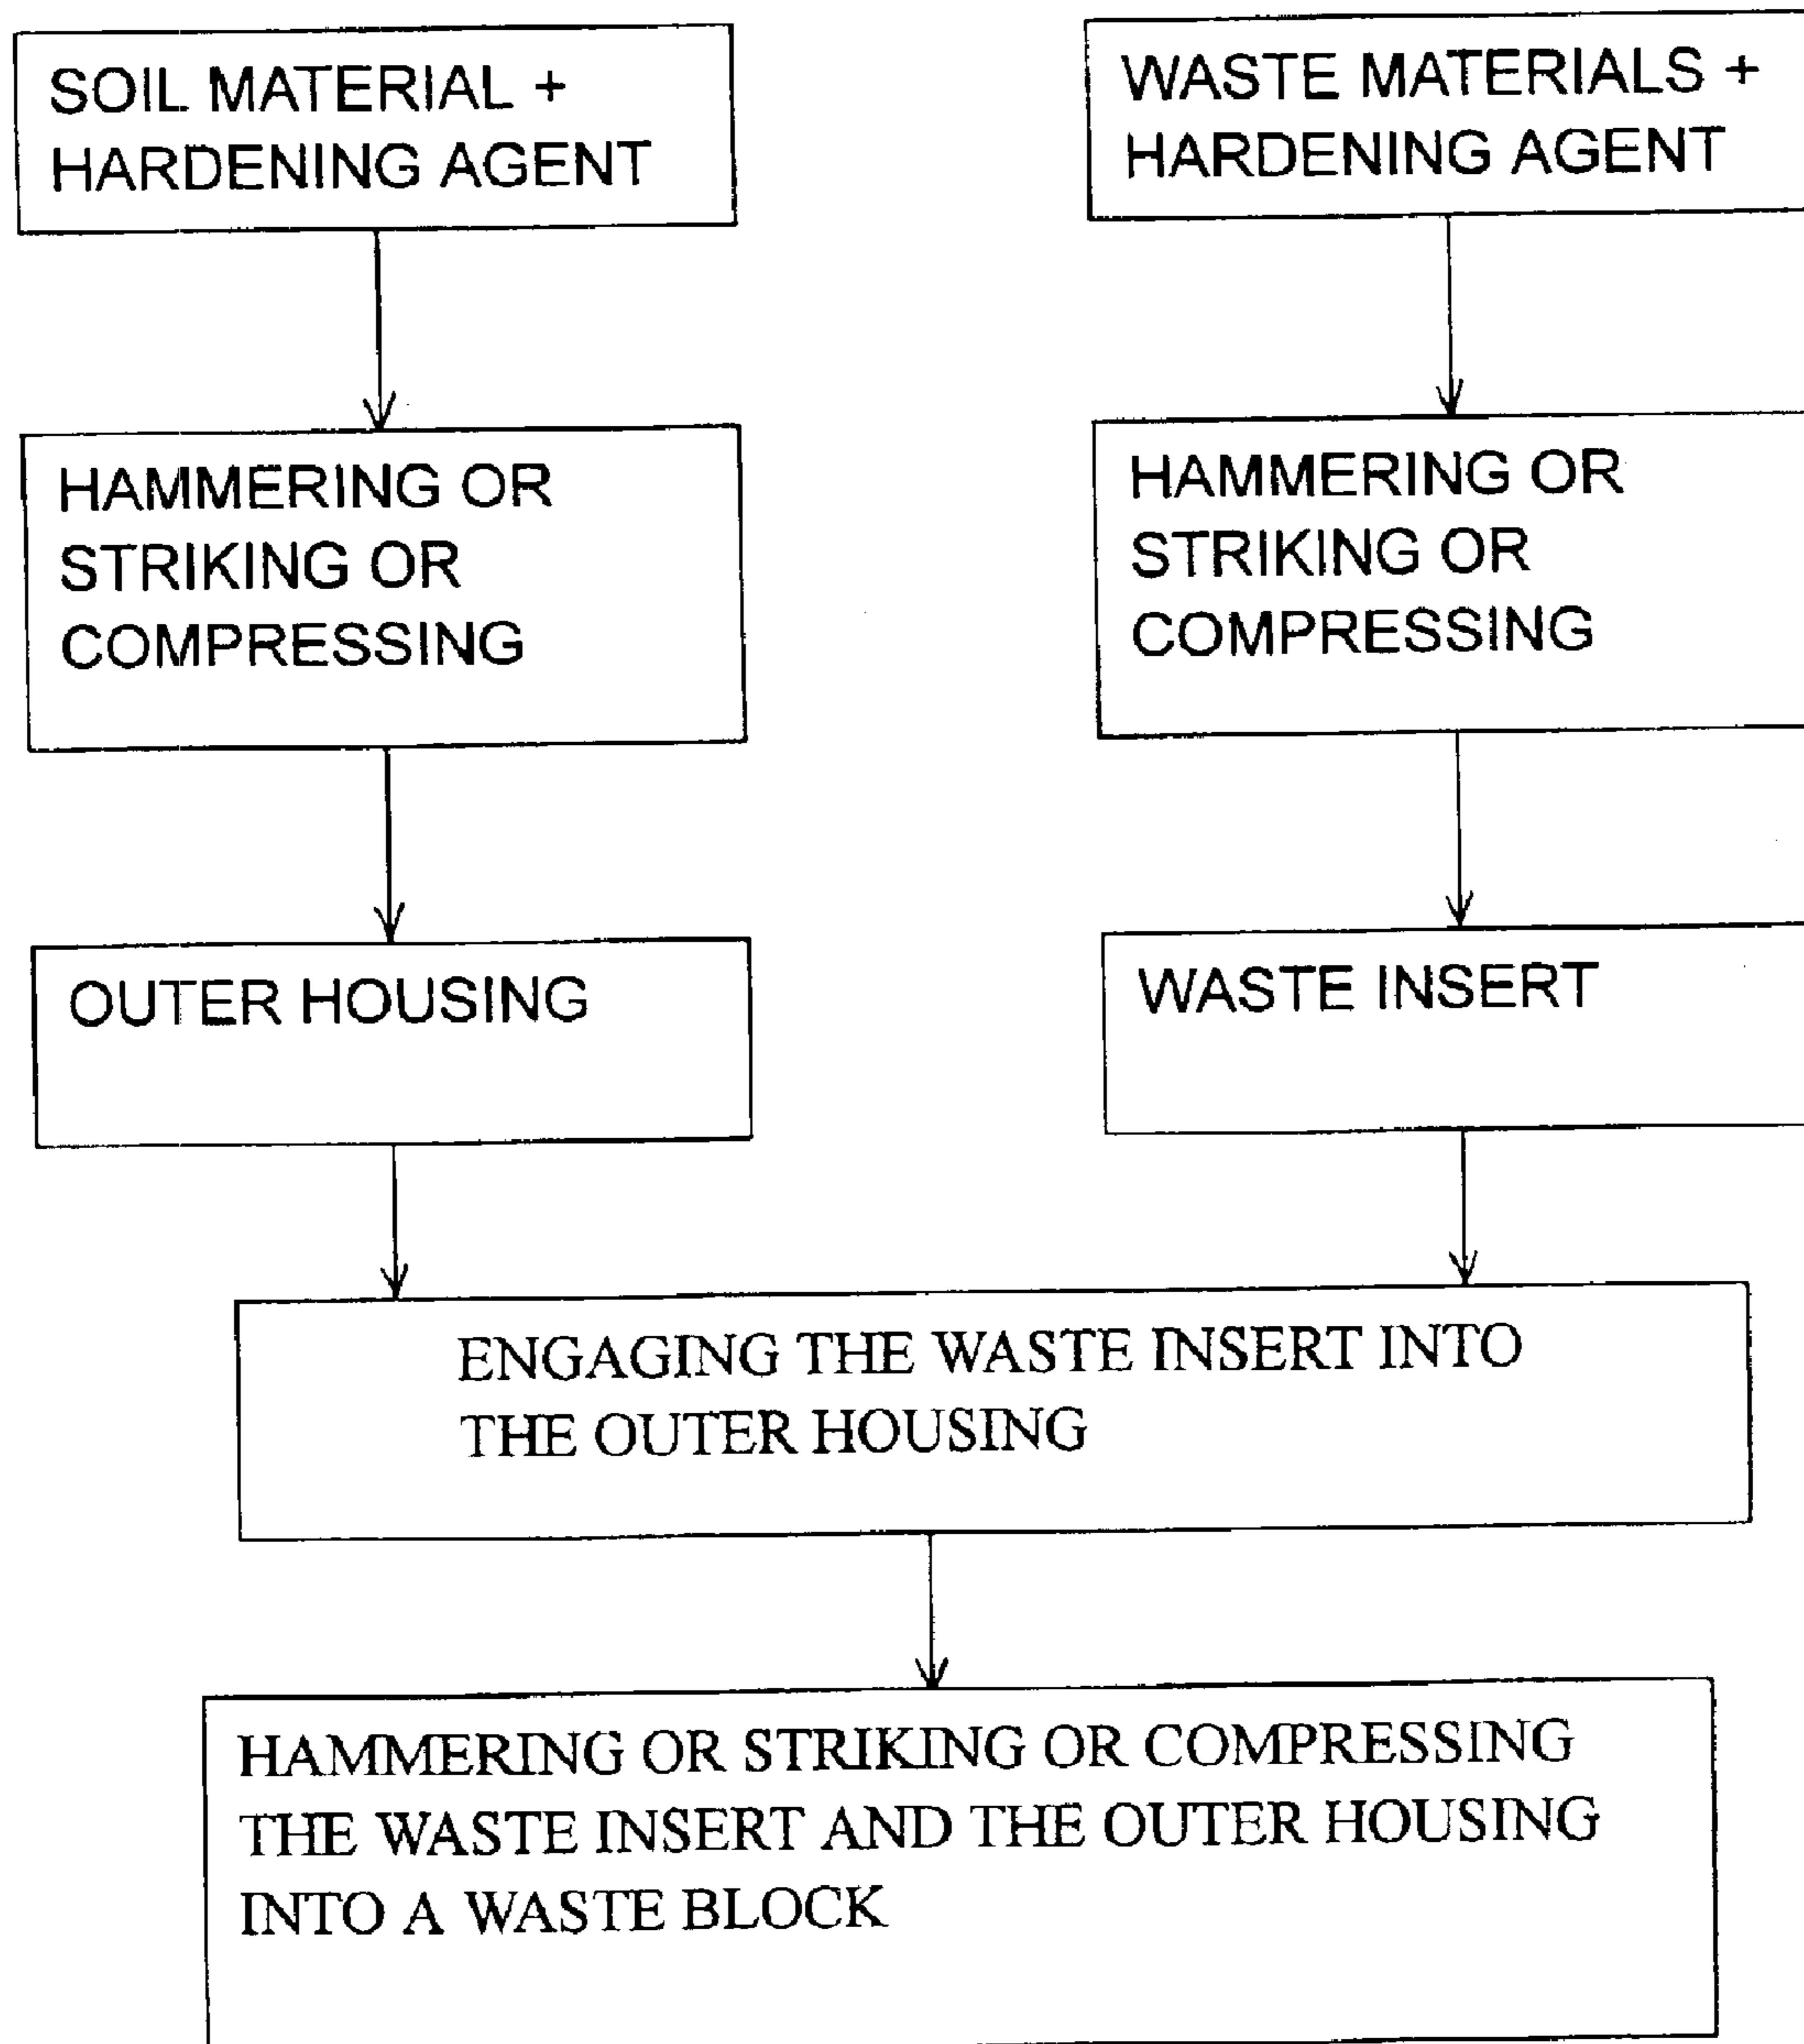 SOIL MATERIAL +
HARDENING AGENT
WASTE MATERIALS +
HARDENING AGENT
HAMMERING OR
STRIKING OR
COMPRESSING
HAMMERING OR
STRIKING OR
COMPRESSING
OUTER HOUSING
WASTE INSERT
ENGAGING THE WASTE INSERT INTO
THE OUTER HOUSING
HAMMERING OR STRIKING OR COMPRESSING
THE WASTE INSERT AND THE OUTER HOUSING
INTO A WASTE BLOCK